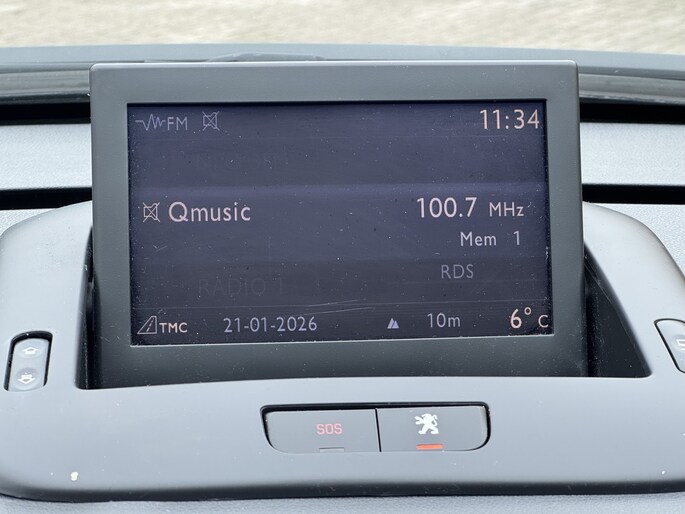 FM 11:34
Qmusic 100.7 MHz
Mem 1
RDS
RADIO 1
TMC 21-01-2026 10m 6° C
SOS